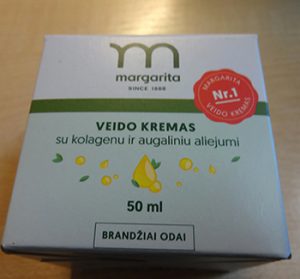 m
margarita
SINCE 1888
MARGARITA
Nr.1
VEIDO KREMAS
VEIDO KREMAS
su kolagenu ir augaliniu aliejumi
50 ml
BRANDŽIAI ODAI